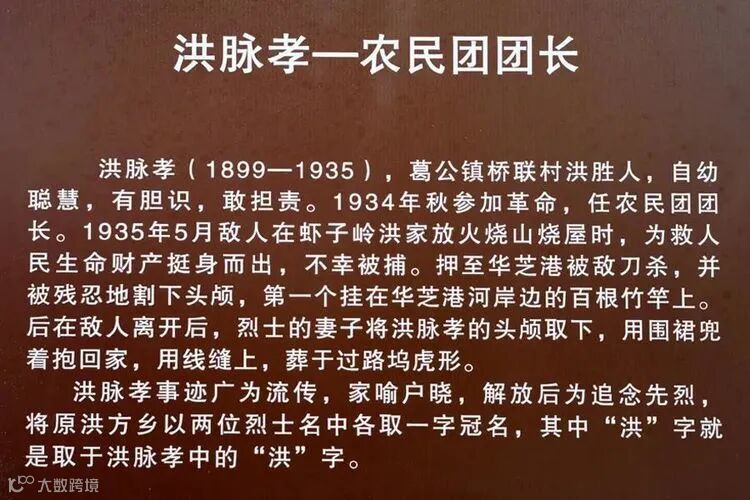 洪脉孝—农民团团长
洪脉孝（1899—1935），葛公镇桥联村洪胜人，自幼
聪慧，有胆识，敢担责。1934年秋参加革命，任农民团团
长。1935年5月敌人在虾子岭洪家放火烧山烧屋时，为救人
民生命财产挺身而出，不幸被捕。押至华芝港被敌刀杀，并
被残忍地割下头颅，第一个挂在华芝港河岸边的百根竹竿上。
后在敌人离开后，烈士的妻子将洪脉孝的头颅取下，用围裙兜
着抱回家，用线缝上，葬于过路坞虎形。
洪脉孝事迹广为流传，家喻户晓，解放后为追念先烈，
将原洪方乡以两位烈士名中各取一字冠名，其中“洪”字就
是取于洪脉孝中的“洪”字。
大数跨境